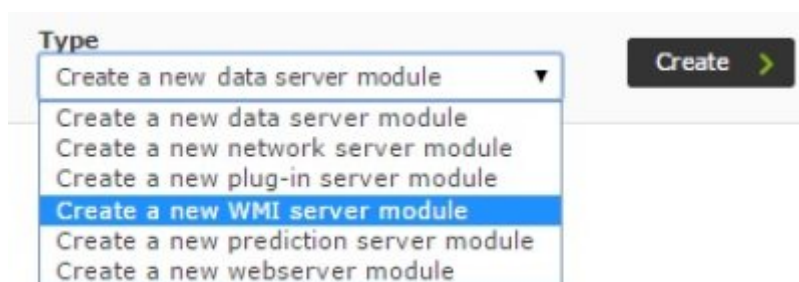 Type
Create a new data server module
Create
Create a new data server module
Create a new network server module
Create a new plug-in server module
Create a new WMI server module
Create a new prediction server module
Create a new webserver module